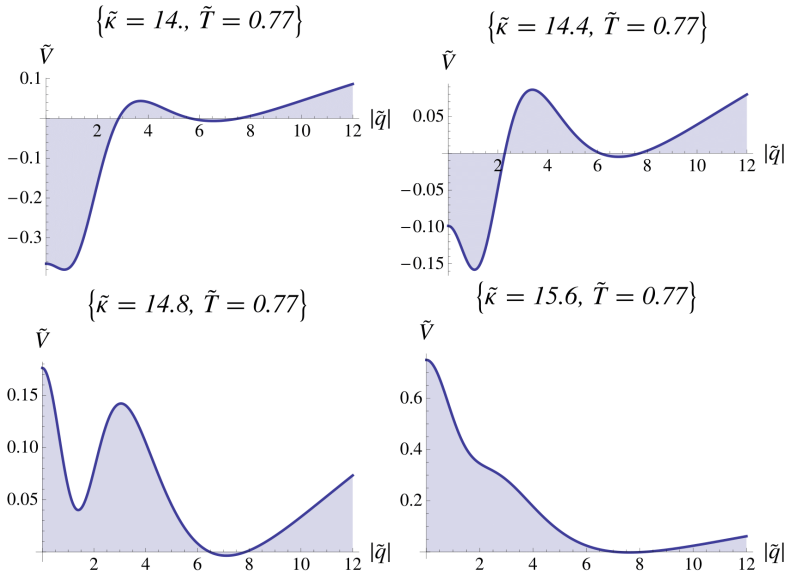 {κ̃ = 14., T̃ = 0.77}
Ṽ
0.1
−0.1
−0.2
−0.3
2 4 6 8 10 12 |q̃|
{κ̃ = 14.4, T̃ = 0.77}
Ṽ
0.05
−0.05
−0.10
−0.15
2 4 6 8 10 12 |q̃|
{κ̃ = 14.8, T̃ = 0.77}
Ṽ
0.15
0.10
0.05
2 4 6 8 10 12 |q̃|
{κ̃ = 15.6, T̃ = 0.77}
Ṽ
0.6
0.4
0.2
2 4 6 8 10 12 |q̃|